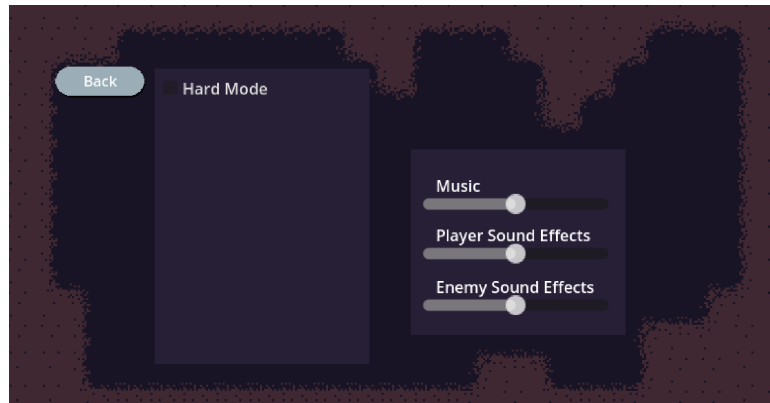 Back
Hard Mode
Music
Player Sound Effects
Enemy Sound Effects